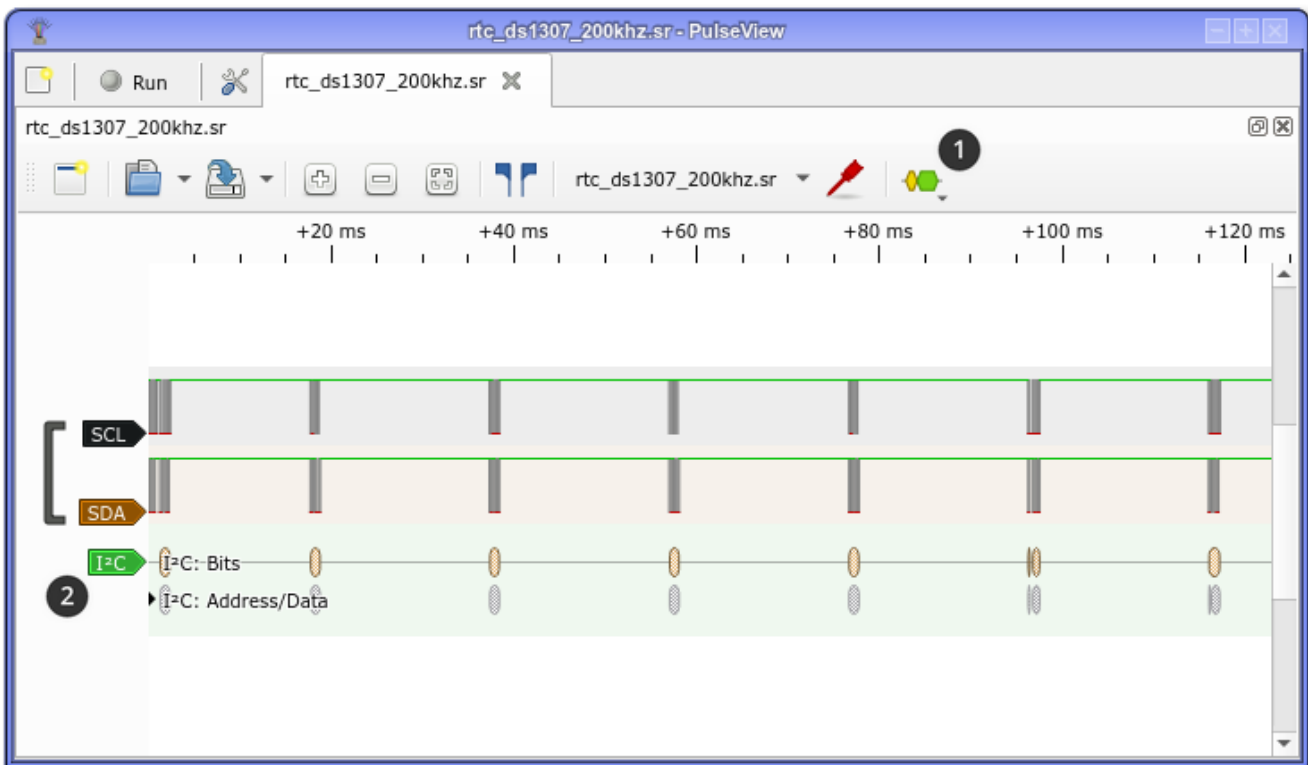 rtc_ds1307_200khz.sr - PulseView
Run rtc_ds1307_200khz.sr
rtc_ds1307_200khz.sr
1
rtc_ds1307_200khz.sr
+20 ms +40 ms +60 ms +80 ms +100 ms +120 ms
SCL
SDA
I²C I²C: Bits
2 I²C: Address/Data